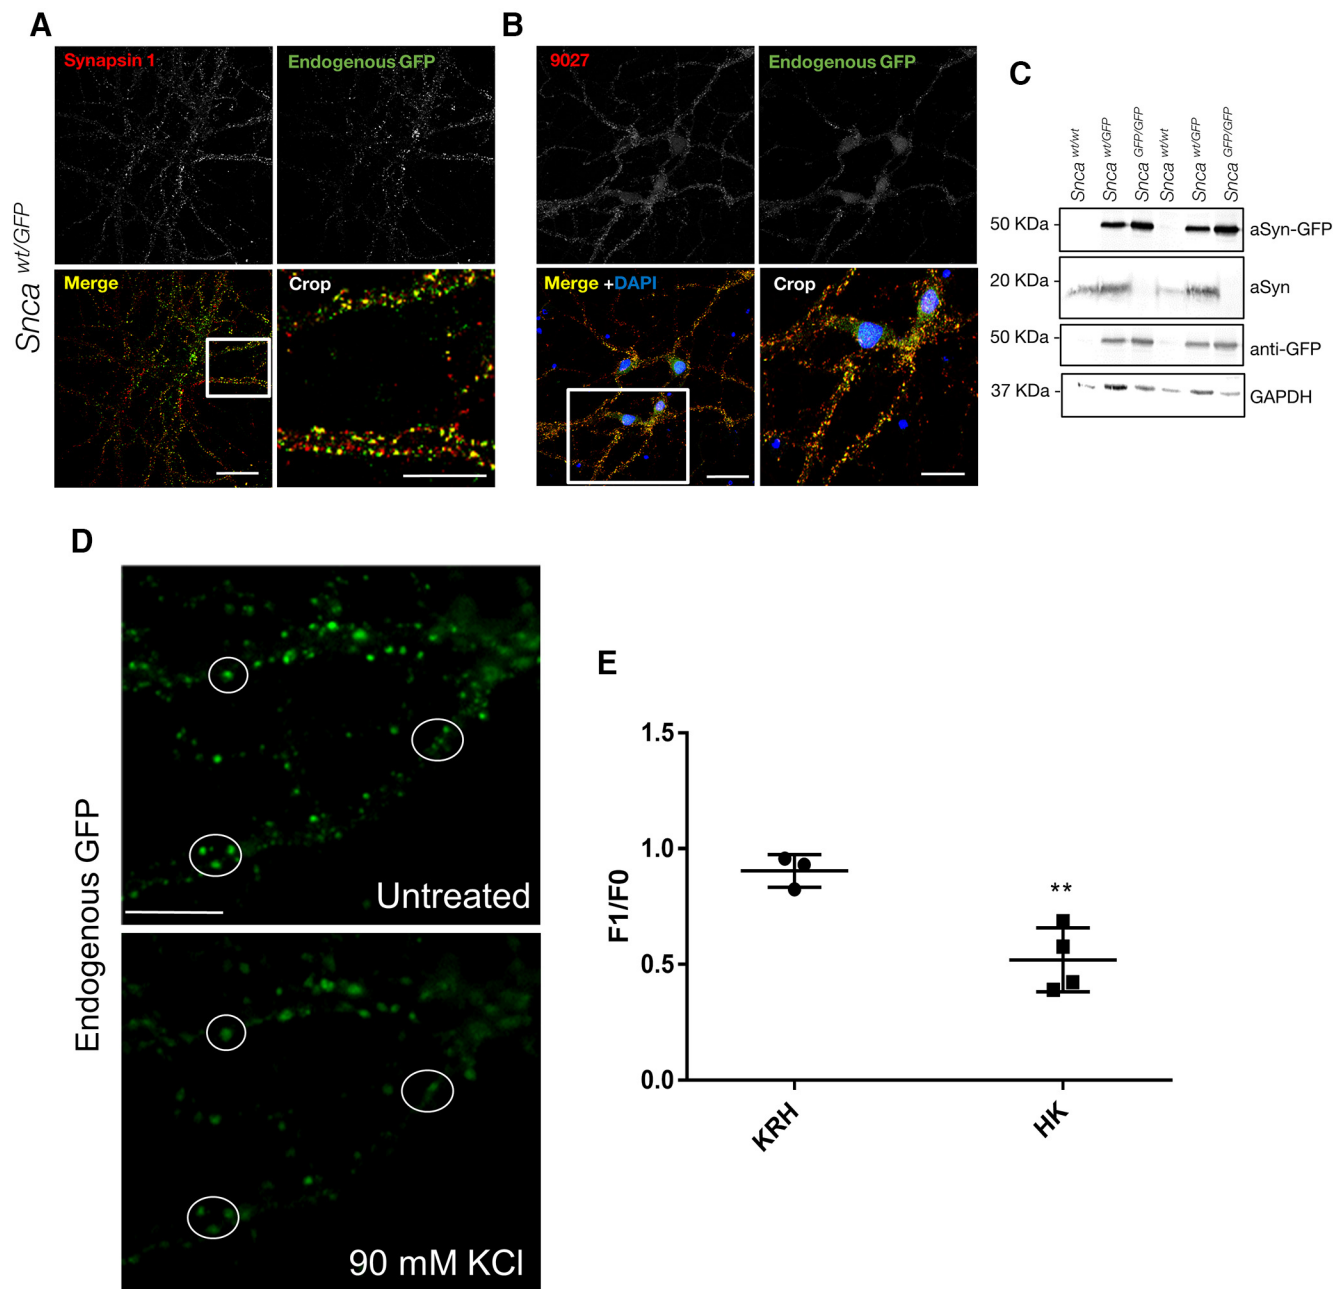 A
B
C
Synapsin 1
Endogenous GFP
9027
Endogenous GFP
Snca wt/GFP
Merge
Crop
Merge +DAPI
Crop
Snca wt/wt
Snca wt/GFP
Snca GFP/GFP
Snca wt/wt
Snca wt/GFP
Snca GFP/GFP
50 KDa
aSyn-GFP
20 KDa
aSyn
50 KDa
anti-GFP
37 KDa
GAPDH
D
Endogenous GFP
Untreated
90 mM KCl
E
F1/F0
1.5
1.0
0.5
0.0
**
KRH
HK